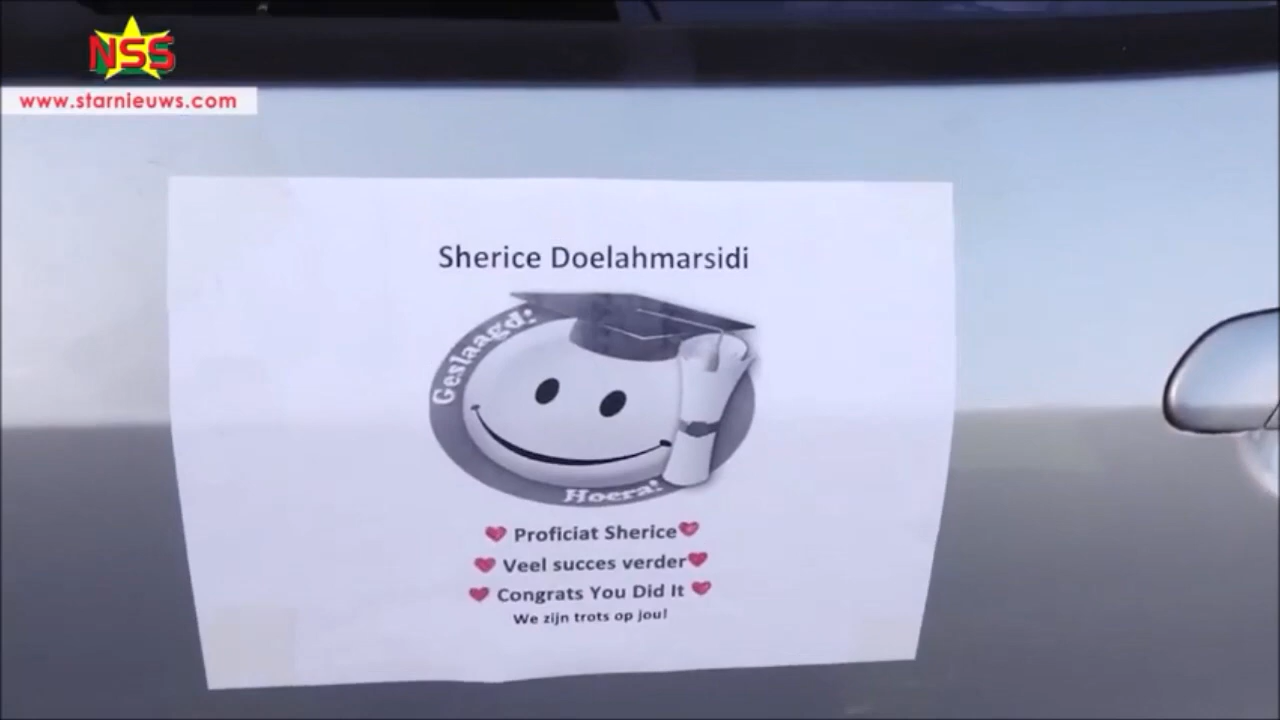 NSS
www.starnieuws.com
Sherice Doelahmarsidi
Geslaagd!
Hoera!
Proficiat Sherice
Veel succes verder
Congrats You Did It
We zijn trots op jou!